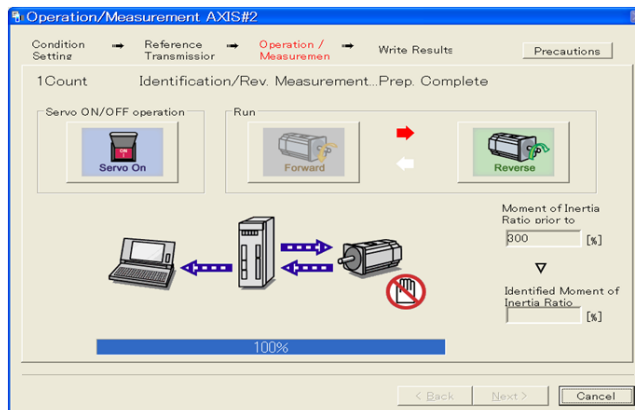 Operation/Measurement AXIS#2
Condition Setting
Reference Transmissior
Operation / Measuremen
Write Results
Precautions
1Count Identification/Rev. Measurement...Prep. Complete
Servo ON/OFF operation
Run
Servo On
Forward
Reverse
Moment of Inertia
Ratio prior to
300 [%]
Identified Moment of
Inertia Ratio
[%]
100%
< Back
Next >
Cancel